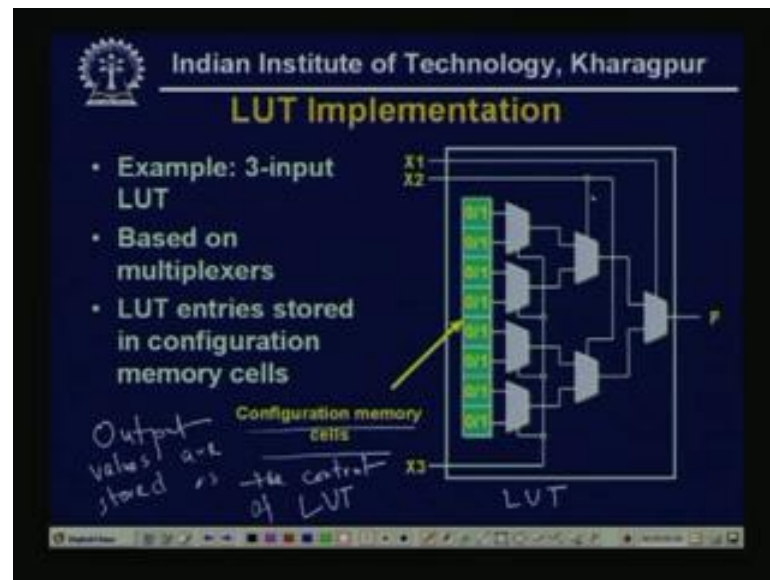 Indian Institute of Technology, Kharagpur
LUT Implementation
• Example: 3-input
LUT
• Based on
multiplexers
• LUT entries stored
in configuration
memory cells
X1
X2
0/1
0/1
0/1
0/1
0/1
0/1
0/1
0/1
F
Configuration memory
cells
X3
Output
values are
stored as the content
of LUT
LUT